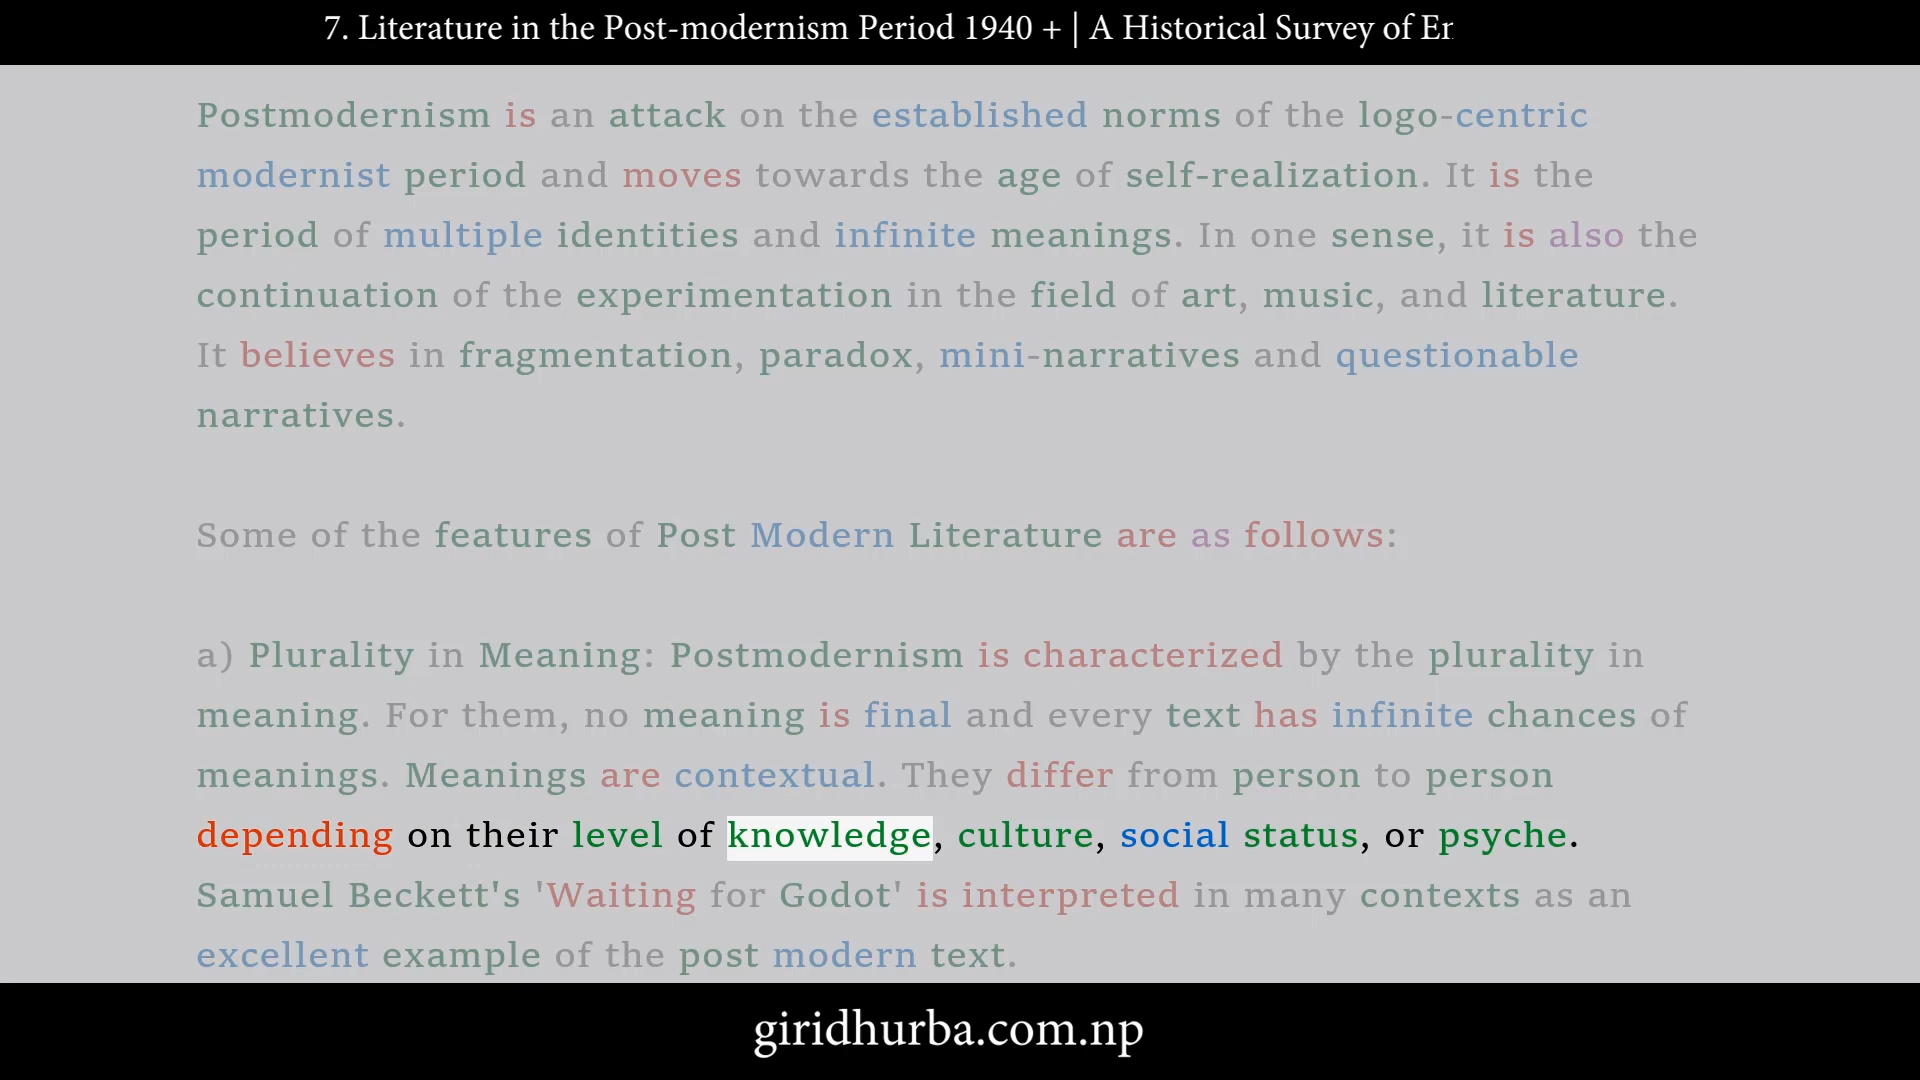 7. Literature in the Post-modernism Period 1940 + | A Historical Survey of En
Postmodernism is an attack on the established norms of the logo-centric
modernist period and moves towards the age of self-realization. It is the
period of multiple identities and infinite meanings. In one sense, it is also the
continuation of the experimentation in the field of art, music, and literature.
It believes in fragmentation, paradox, mini-narratives and questionable
narratives.
Some of the features of Post Modern Literature are as follows:
a) Plurality in Meaning: Postmodernism is characterized by the plurality in
meaning. For them, no meaning is final and every text has infinite chances of
meanings. Meanings are contextual. They differ from person to person
depending on their level of knowledge, culture, social status, or psyche.
Samuel Beckett's 'Waiting for Godot' is interpreted in many contexts as an
excellent example of the post modern text.
giridhurba.com.np